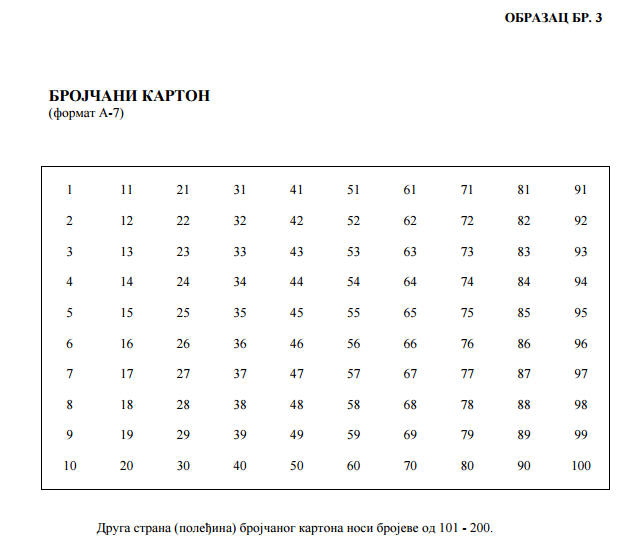 ОБРАЗАЦ БР. 3
БРОЈЧАНИ КАРТОН
(формат А-7)
1 11 21 31 41 51 61 71 81 91
2 12 22 32 42 52 62 72 82 92
3 13 23 33 43 53 63 73 83 93
4 14 24 34 44 54 64 74 84 94
5 15 25 35 45 55 65 75 85 95
6 16 26 36 46 56 66 76 86 96
7 17 27 37 47 57 67 77 87 97
8 18 28 38 48 58 68 78 88 98
9 19 29 39 49 59 69 79 89 99
10 20 30 40 50 60 70 80 90 100
Друга страна (полеђина) бројчаног картона носи бројеве од 101 - 200.